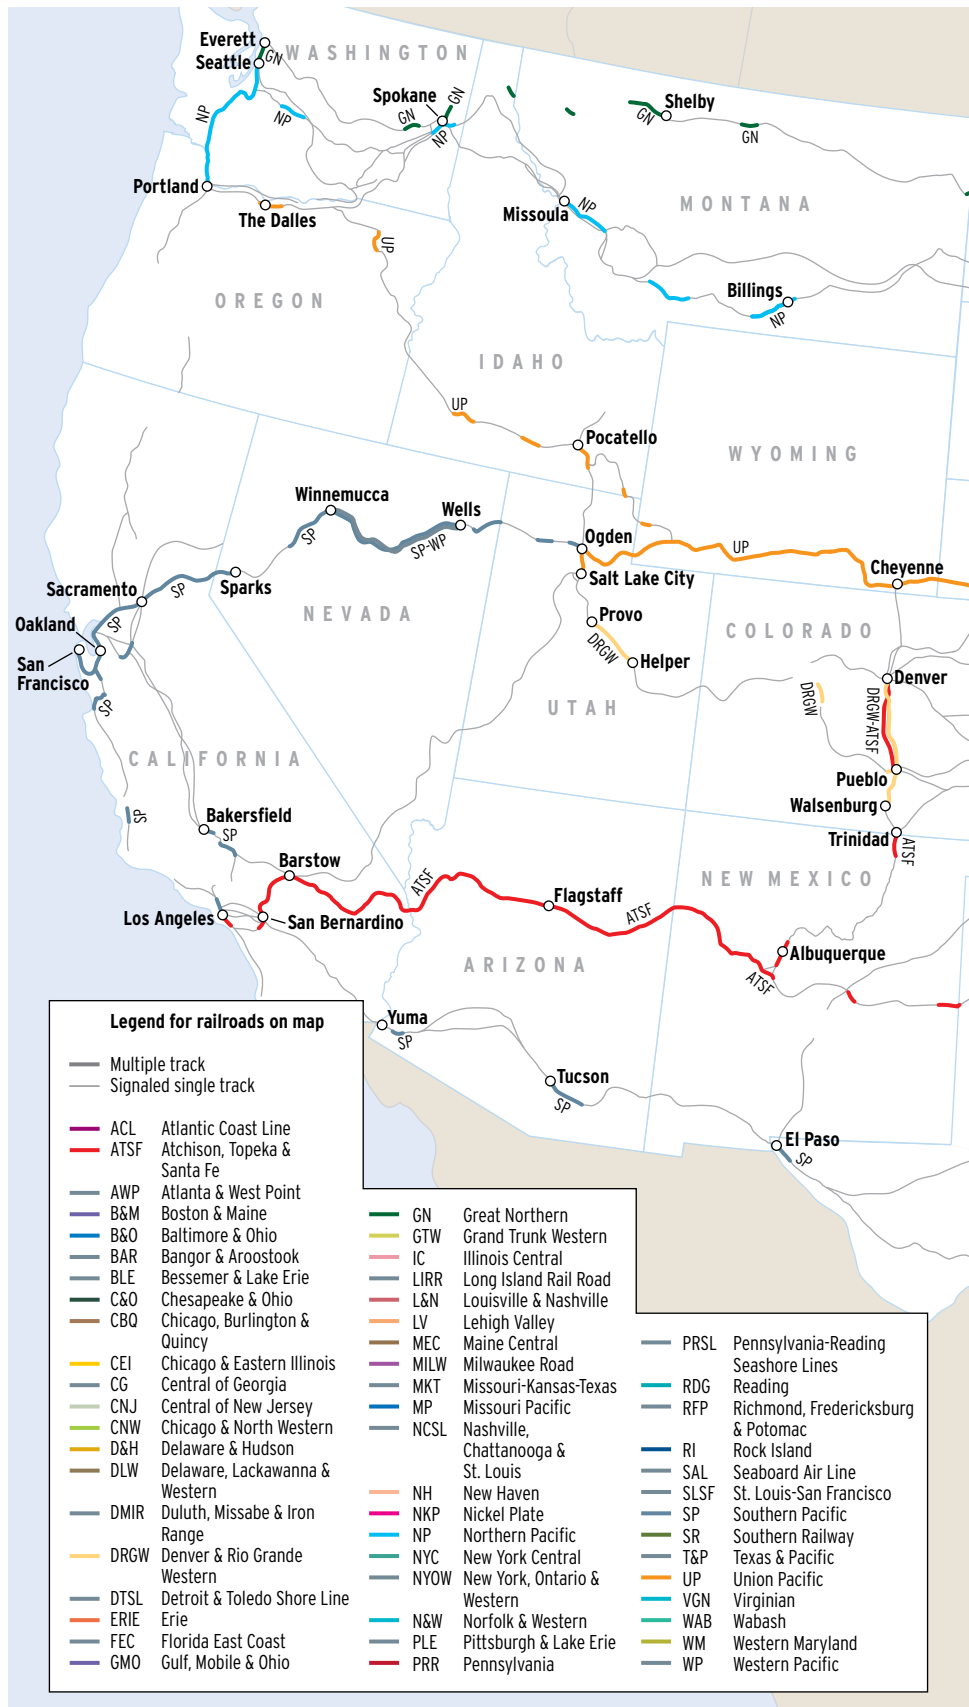 Everett
WASHINGTON
GN
Seattle
Spokane
GN
GN
NP
NP
NP
Shelby
GN
GN
Portland
The Dalles
Missoula
NP
MONTANA
UP
OREGON
Billings
NP
IDAHO
UP
Pocatello
WYOMING
Winnemucca
Wells
SP
SP-WP
Ogden
UP
Cheyenne
Sacramento
SP
Sparks
Salt Lake City
Oakland
SP
NEVADA
Provo
COLORADO
San
Francisco
DRGW
Helper
SP
UTAH
DRGW
Denver
DRGW-ATSF
CALIFORNIA
Pueblo
SP
Walsenburg
Bakersfield
SP
Trinidad
ATSF
Barstow
ATSF
NEW MEXICO
Flagstaff
ATSF
Los Angeles
San Bernardino
Albuquerque
ARIZONA
ATSF
Yuma
SP
Tucson
SP
El Paso
SP
Legend for railroads on map
Multiple track
Signaled single track
ACL Atlantic Coast Line
ATSF Atchison, Topeka &
Santa Fe
AWP Atlanta & West Point
B&M Boston & Maine
B&O Baltimore & Ohio
BAR Bangor & Aroostook
BLE Bessemer & Lake Erie
C&O Chesapeake & Ohio
CBQ Chicago, Burlington &
Quincy
CEI Chicago & Eastern Illinois
CG Central of Georgia
CNJ Central of New Jersey
CNW Chicago & North Western
D&H Delaware & Hudson
DLW Delaware, Lackawanna &
Western
DMIR Duluth, Missabe & Iron
Range
DRGW Denver & Rio Grande
Western
DTSL Detroit & Toledo Shore Line
ERIE Erie
FEC Florida East Coast
GMO Gulf, Mobile & Ohio
GN Great Northern
GTW Grand Trunk Western
IC Illinois Central
LIRR Long Island Rail Road
L&N Louisville & Nashville
LV Lehigh Valley
MEC Maine Central
MILW Milwaukee Road
MKT Missouri-Kansas-Texas
MP Missouri Pacific
NCSL Nashville,
Chattanooga &
St. Louis
NH New Haven
NKP Nickel Plate
NP Northern Pacific
NYC New York Central
NYOW New York, Ontario &
Western
N&W Norfolk & Western
PLE Pittsburgh & Lake Erie
PRR Pennsylvania
PRSL Pennsylvania-Reading
Seashore Lines
RDG Reading
RFP Richmond, Fredericksburg
& Potomac
RI Rock Island
SAL Seaboard Air Line
SLSF St. Louis-San Francisco
SP Southern Pacific
SR Southern Railway
T&P Texas & Pacific
UP Union Pacific
VGN Virginian
WAB Wabash
WM Western Maryland
WP Western Pacific